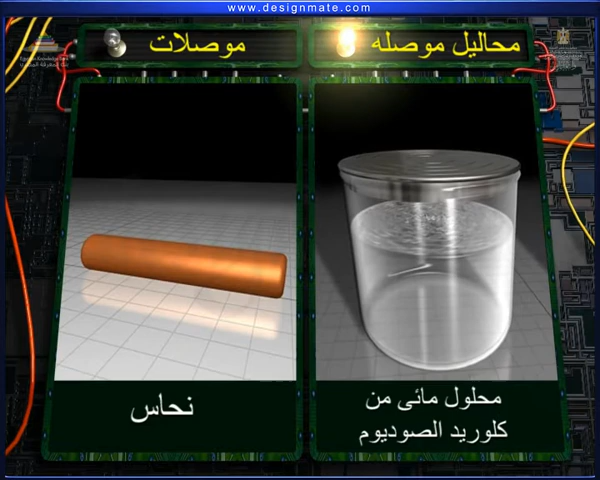 www.designmate.com
محاليل موصله
موصلات
محلول مائى من
كلوريد الصوديوم
نحاس